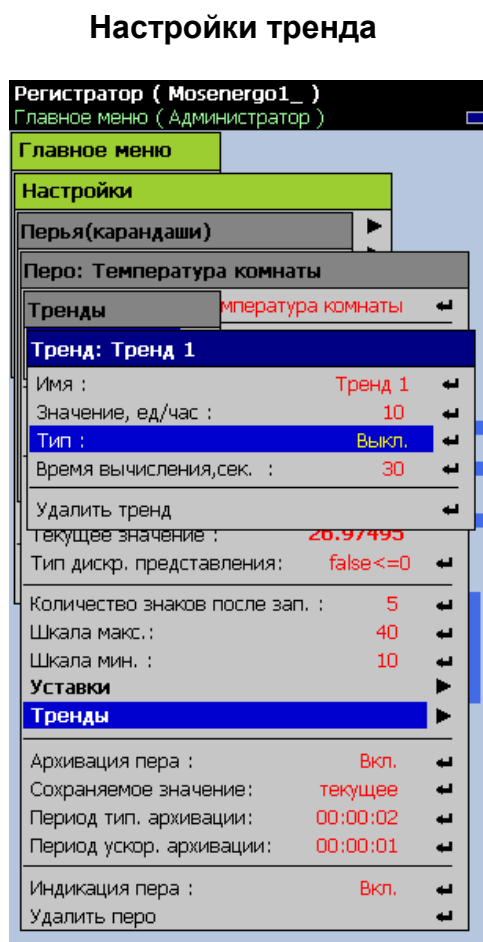 Настройки тренда
Регистратор ( Mosenergo1_ )
Главное меню ( Администратор )
Главное меню
Настройки
Перья(карандаши)
Перо: Температура комнаты
Тренды
мпература комнаты
Тренд: Тренд 1
Имя : Тренд 1
Значение, ед/час : 10
Тип : Выкл.
Время вычисления,сек. : 30
Удалить тренд
Текущее значение : 26.97495
Тип дискр. представления: false<=0
Количество знаков после зап. : 5
Шкала макс.: 40
Шкала мин. : 10
Уставки
Тренды
Архивация пера : Вкл.
Сохраняемое значение: текущее
Период тип. архивации: 00:00:02
Период ускор. архивации: 00:00:01
Индикация пера : Вкл.
Удалить перо